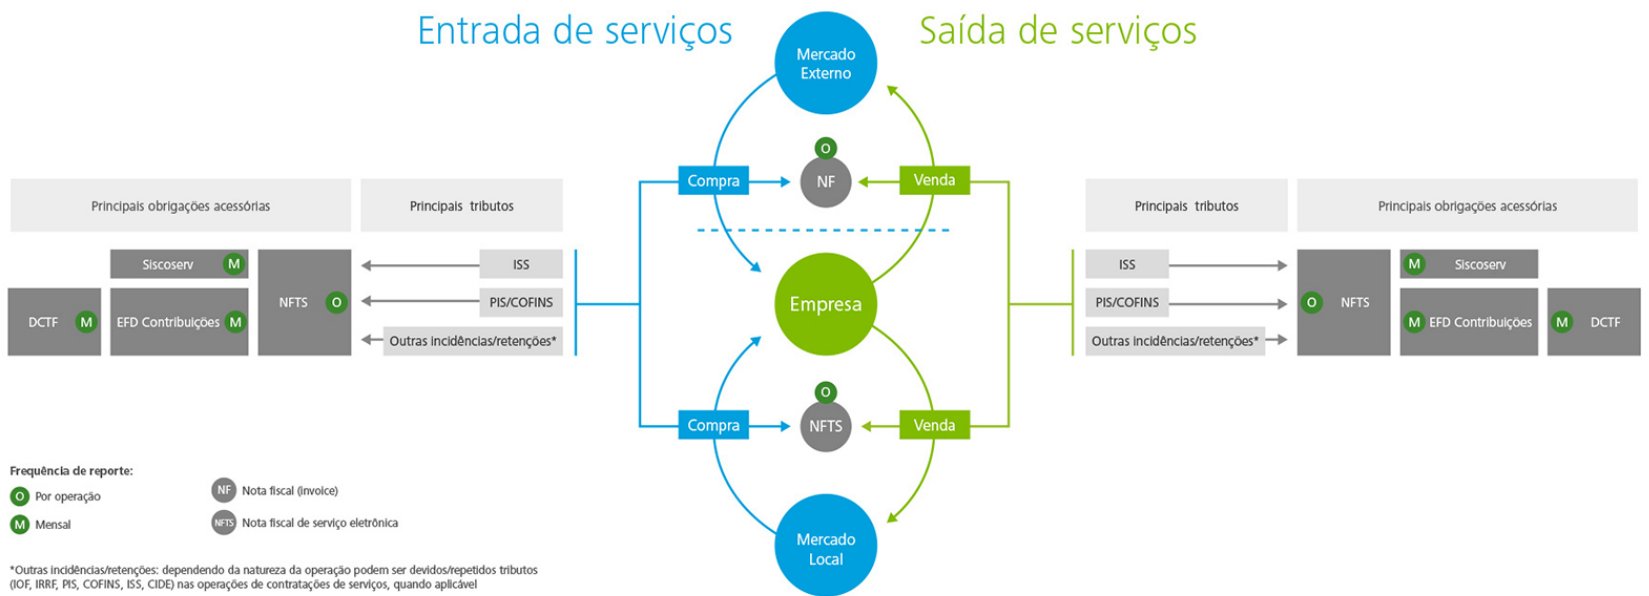 Entrada de serviços
Saída de serviços
Mercado
Externo
O
Compra
NF
Venda
Principais obrigações acessórias
Principais tributos
Principais tributos
Principais obrigações acessórias
Siscoserv M
NFTS O
DCTF M
EFD Contribuições M
ISS
PIS/COFINS
Outras incidências/retenções*
Empresa
ISS
PIS/COFINS
Outras incidências/retenções*
O NFTS
M Siscoserv
M EFD Contribuições
M DCTF
O
Compra
NFTS
Venda
Mercado
Local
Frequência de reporte:
O Por operação
M Mensal
NF Nota fiscal (invoice)
NFTS Nota fiscal de serviço eletrônica
*Outras incidências/retenções: dependendo da natureza da operação podem ser devidos/repetidos tributos
(IOF, IRRF, PIS, COFINS, ISS, CIDE) nas operações de contratações de serviços, quando aplicável